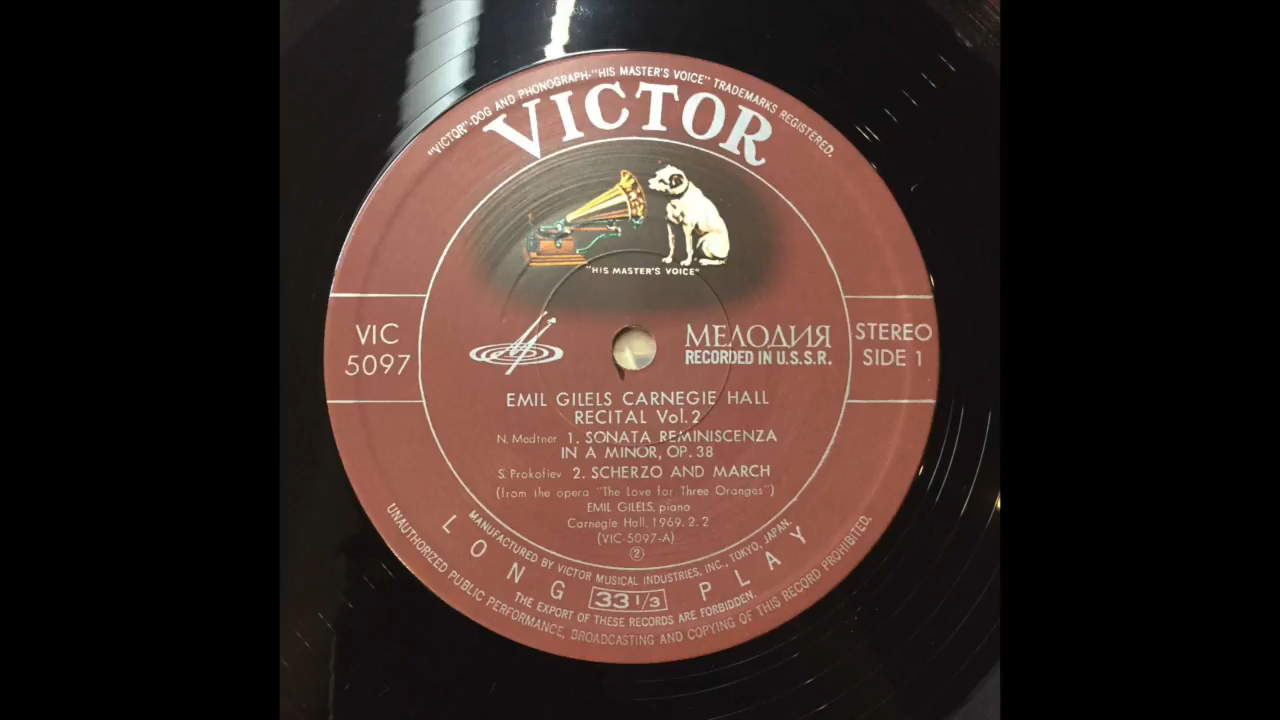 "VICTOR"-DOG AND PHONOGRAPH-"HIS MASTER'S VOICE" TRADEMARKS REGISTERED.
VICTOR
"HIS MASTER'S VOICE"
VIC
5097
МЕЛОДИЯ
RECORDED IN U.S.S.R.
STEREO
SIDE 1
EMIL GILELS CARNEGIE HALL
RECITAL Vol.2
N. Medtner 1. SONATA REMINISCENZA
IN A MINOR, OP. 38
S. Prokofiev 2. SCHERZO AND MARCH
(from the opera "The Love for Three Oranges")
EMIL GILELS, piano
Carnegie Hall, 1969. 2. 2
(VIC-5097-A)
②
MANUFACTURED BY VICTOR MUSICAL INDUSTRIES, INC., TOKYO, JAPAN.
LONG PLAY
33 1/3
THE EXPORT OF THESE RECORDS ARE FORBIDDEN.
UNAUTHORIZED PUBLIC PERFORMANCE, BROADCASTING AND COPYING OF THIS RECORD PROHIBITED.